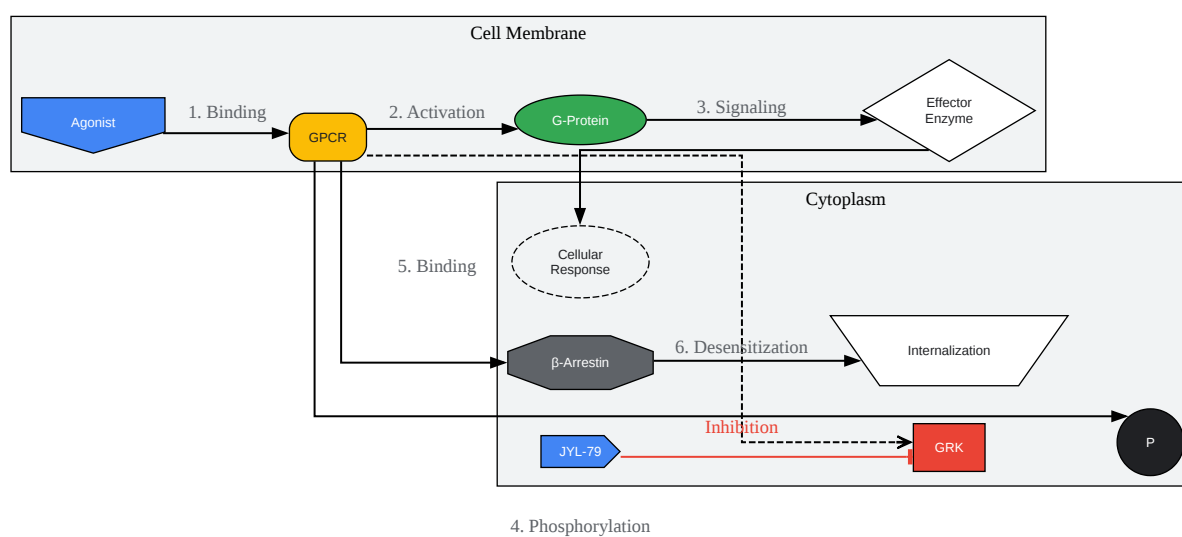 Cell Membrane
Agonist
1. Binding
GPCR
2. Activation
G-Protein
3. Signaling
Effector
Enzyme
Cytoplasm
Cellular
Response
5. Binding
β-Arrestin
6. Desensitization
Internalization
Inhibition
JYL-79
GRK
P
4. Phosphorylation